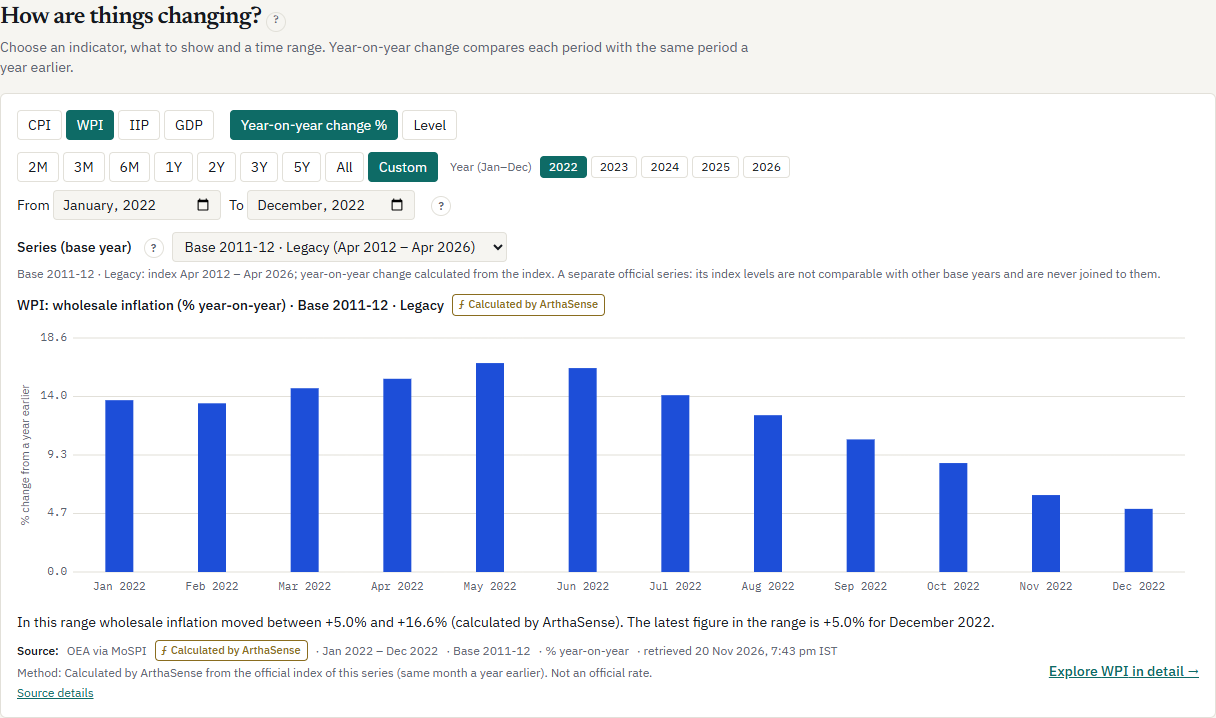 How are things changing? ?
Choose an indicator, what to show and a time range. Year-on-year change compares each period with the same period a
year earlier.
CPI WPI IIP GDP Year-on-year change % Level
2M 3M 6M 1Y 2Y 3Y 5Y All Custom Year (Jan–Dec) 2022 2023 2024 2025 2026
From January, 2022 To December, 2022 ?
Series (base year) ? Base 2011-12 · Legacy (Apr 2012 – Apr 2026)
Base 2011-12 · Legacy: index Apr 2012 – Apr 2026; year-on-year change calculated from the index. A separate official series: its index levels are not comparable with other base years and are never joined to them.
WPI: wholesale inflation (% year-on-year) · Base 2011-12 · Legacy ƒ Calculated by ArthaSense
% change from a year earlier
18.6
14.0
9.3
4.7
0.0
Jan 2022 Feb 2022 Mar 2022 Apr 2022 May 2022 Jun 2022 Jul 2022 Aug 2022 Sep 2022 Oct 2022 Nov 2022 Dec 2022
In this range wholesale inflation moved between +5.0% and +16.6% (calculated by ArthaSense). The latest figure in the range is +5.0% for December 2022.
Source: OEA via MoSPI ƒ Calculated by ArthaSense · Jan 2022 – Dec 2022 · Base 2011-12 · % year-on-year · retrieved 20 Nov 2026, 7:43 pm IST
Method: Calculated by ArthaSense from the official index of this series (same month a year earlier). Not an official rate.
Explore WPI in detail →
Source details